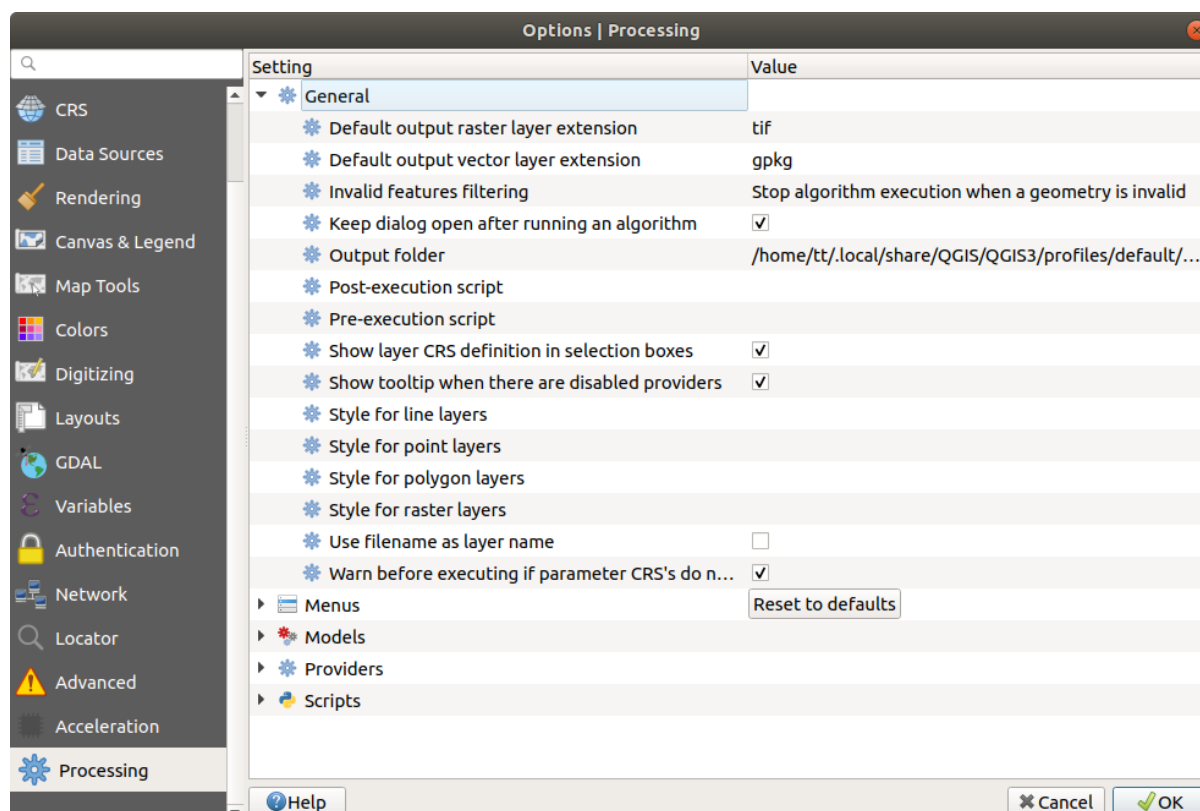 Options | Processing
Setting
Value
CRS
Data Sources
Rendering
Canvas & Legend
Map Tools
Colors
Digitizing
Layouts
GDAL
Variables
Authentication
Network
Locator
Advanced
Acceleration
Processing
General
Default output raster layer extension tif
Default output vector layer extension gpkg
Invalid features filtering Stop algorithm execution when a geometry is invalid
Keep dialog open after running an algorithm
Output folder /home/tt/.local/share/QGIS/QGIS3/profiles/default/...
Post-execution script
Pre-execution script
Show layer CRS definition in selection boxes
Show tooltip when there are disabled providers
Style for line layers
Style for point layers
Style for polygon layers
Style for raster layers
Use filename as layer name
Warn before executing if parameter CRS's do n...
Menus Reset to defaults
Models
Providers
Scripts
Help
Cancel
OK